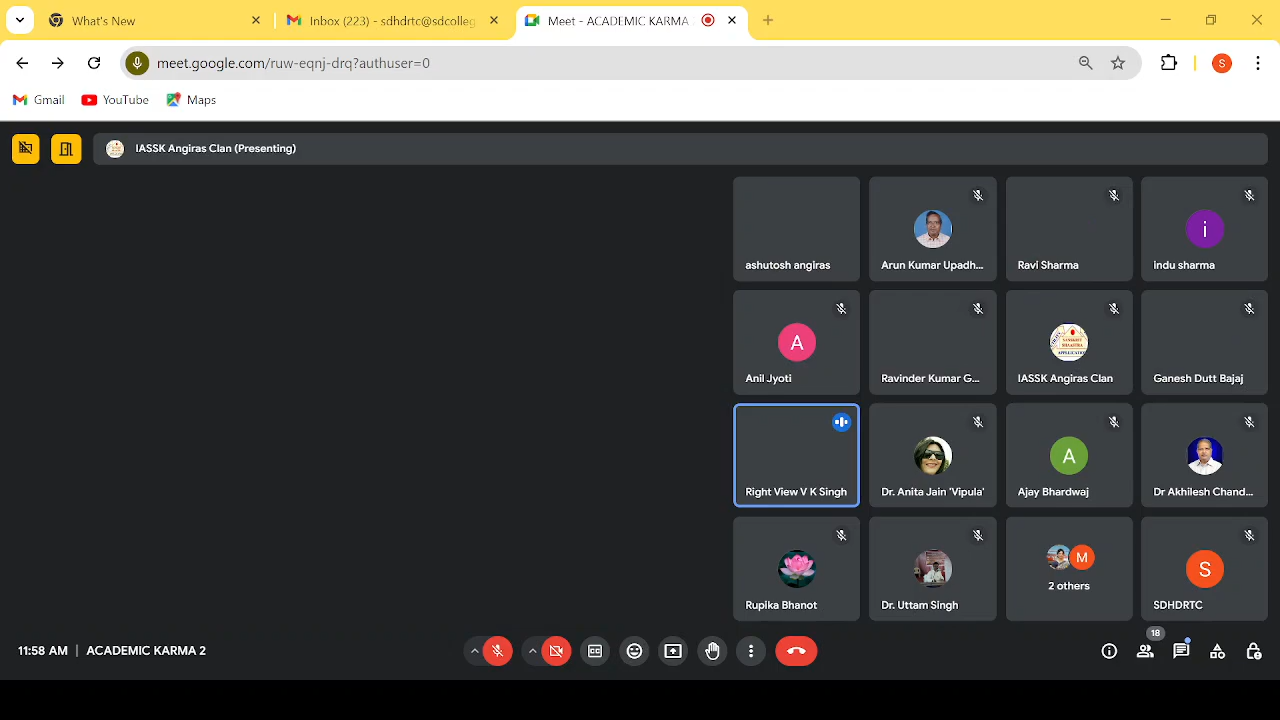 What's New
Inbox (223) - sdhdrtc@sdcolleg
Meet - ACADEMIC KARMA
meet.google.com/ruw-eqnj-drq?authuser=0
S
Gmail
YouTube
Maps
IASSK Angiras Clan (Presenting)
ashutosh angiras
Arun Kumar Upadh...
Ravi Sharma
i
indu sharma
A
Anil Jyoti
Ravinder Kumar G...
SANSKRIT
SHAASTRA
APPLICATION
IASSK Angiras Clan
Ganesh Dutt Bajaj
Right View V K Singh
Dr. Anita Jain 'Vipula'
A
Ajay Bhardwaj
Dr Akhilesh Chand...
Rupika Bhanot
Dr. Uttam Singh
M
2 others
S
SDHDRTC
11:58 AM | ACADEMIC KARMA 2
18